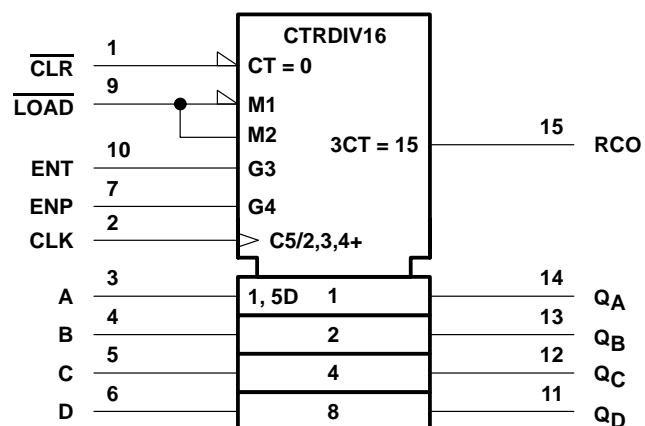 CTRDIV16
CLR 1 CT = 0
LOAD 9 M1
M2
3CT = 15 15 RCO
ENT 10 G3
ENP 7 G4
CLK 2 C5/2,3,4+
A 3 1, 5D 1 14 QA
B 4 2 13 QB
C 5 4 12 QC
D 6 8 11 QD